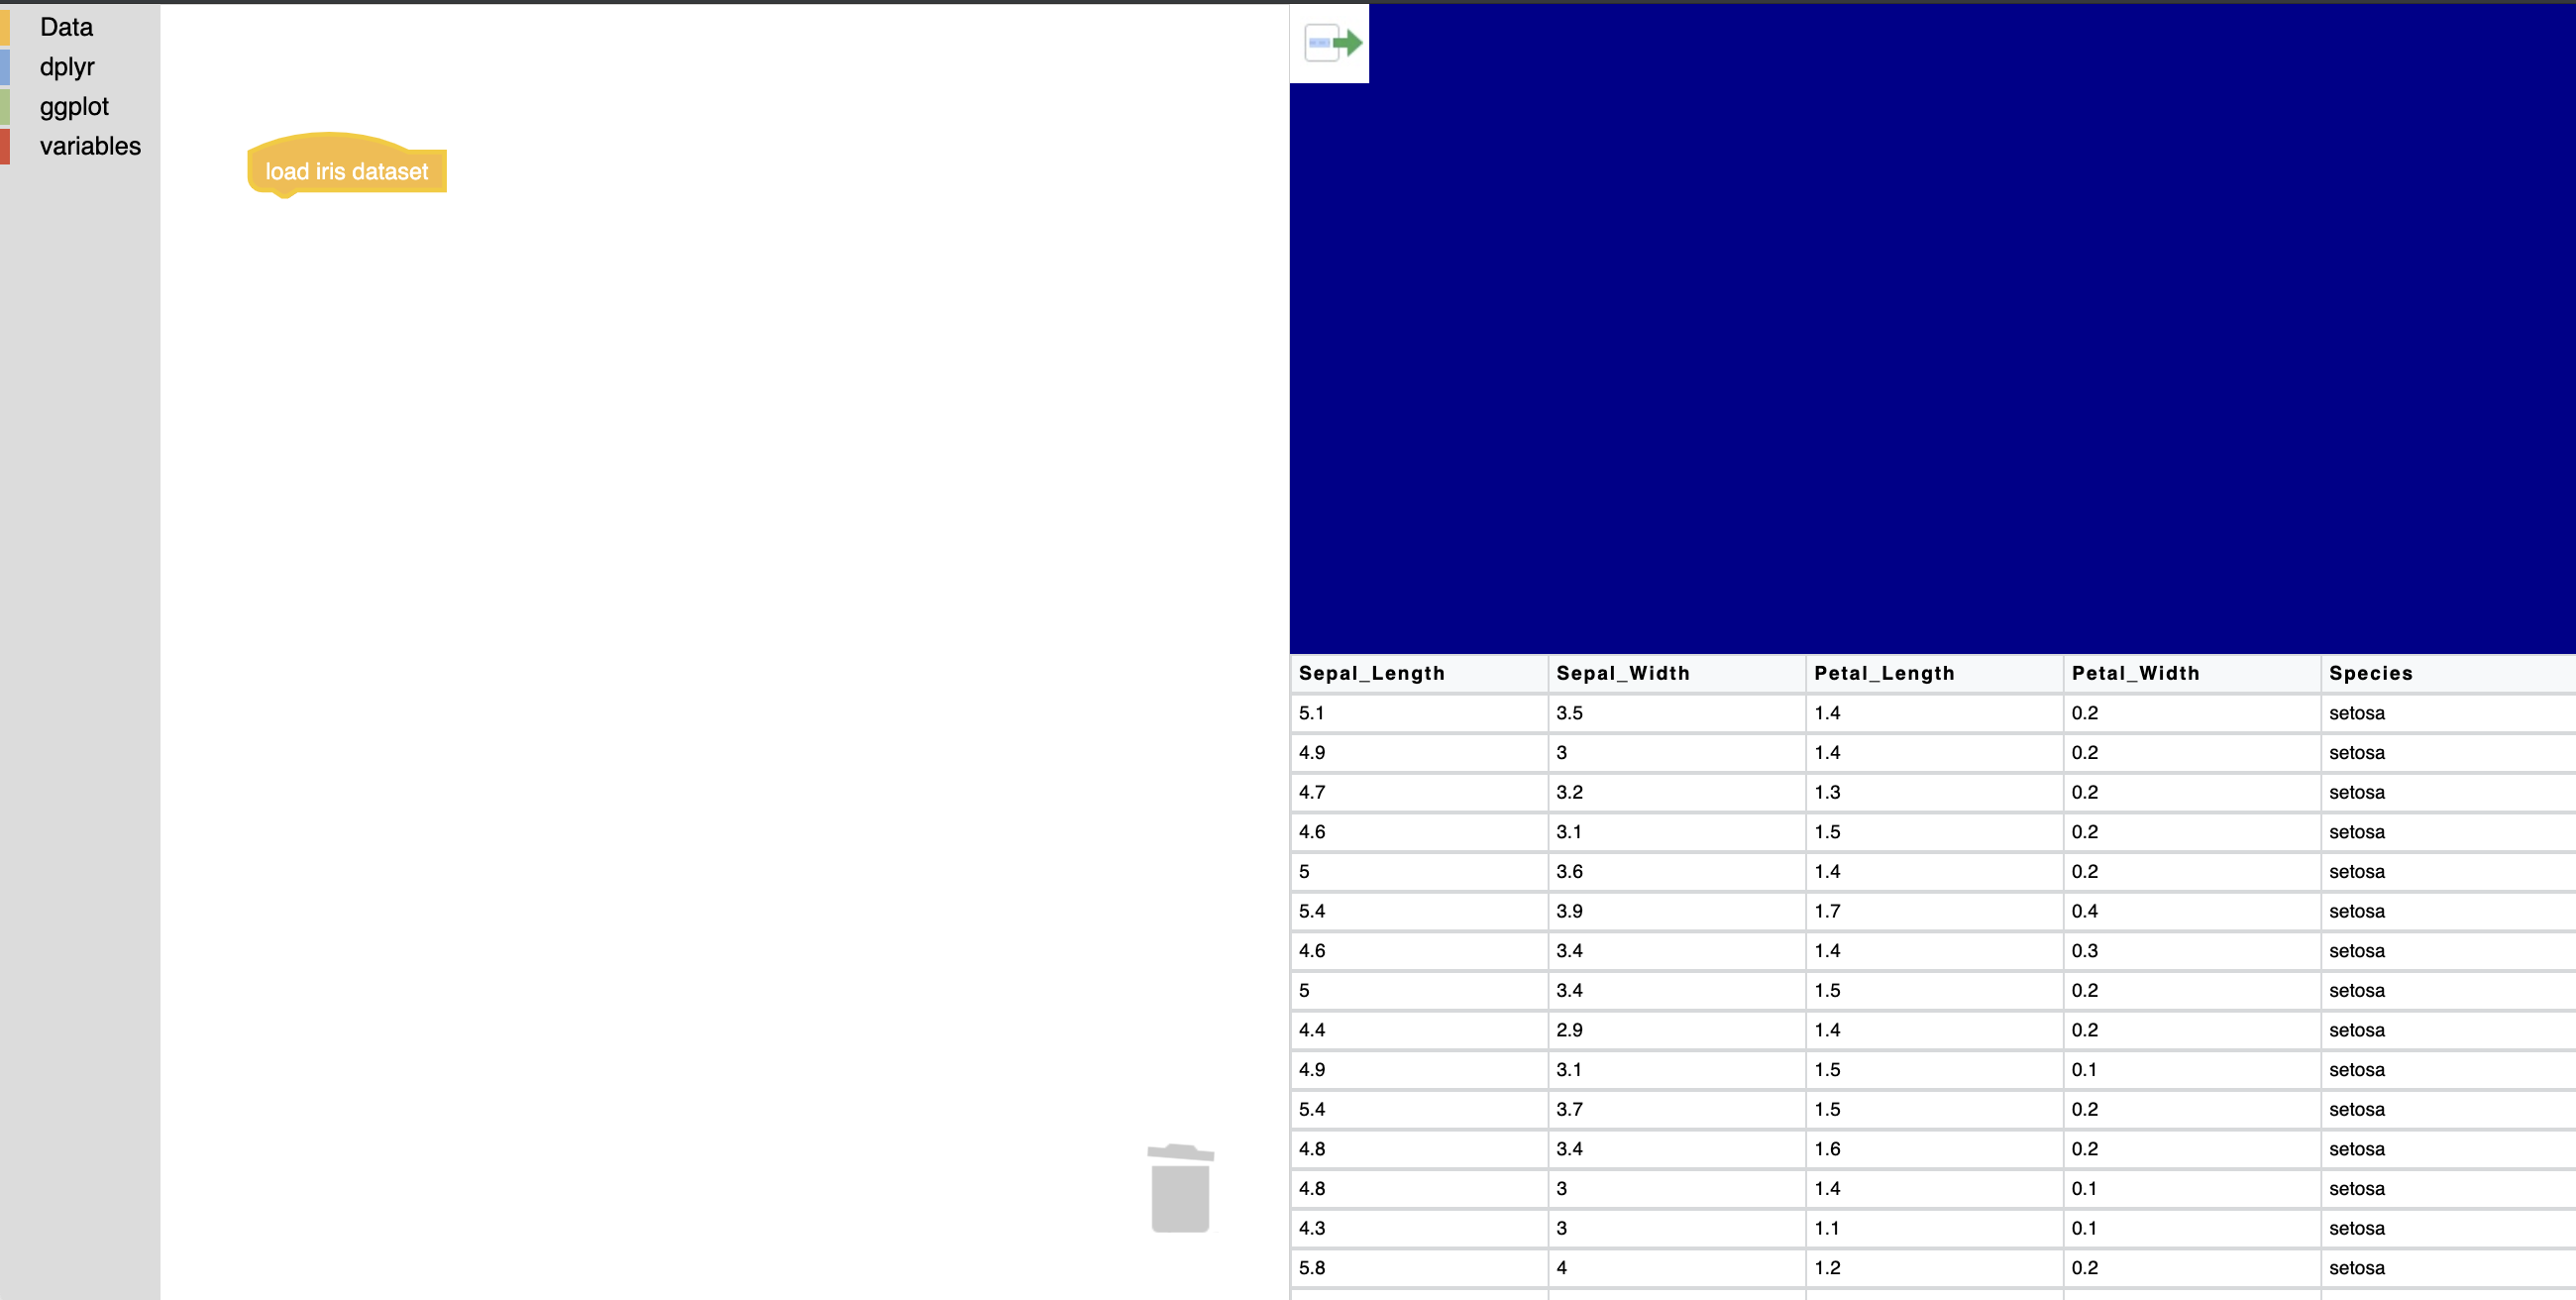 Data
dplyr
ggplot
variables
load iris dataset
Sepal_Length Sepal_Width Petal_Length Petal_Width Species
5.1 3.5 1.4 0.2 setosa
4.9 3 1.4 0.2 setosa
4.7 3.2 1.3 0.2 setosa
4.6 3.1 1.5 0.2 setosa
5 3.6 1.4 0.2 setosa
5.4 3.9 1.7 0.4 setosa
4.6 3.4 1.4 0.3 setosa
5 3.4 1.5 0.2 setosa
4.4 2.9 1.4 0.2 setosa
4.9 3.1 1.5 0.1 setosa
5.4 3.7 1.5 0.2 setosa
4.8 3.4 1.6 0.2 setosa
4.8 3 1.4 0.1 setosa
4.3 3 1.1 0.1 setosa
5.8 4 1.2 0.2 setosa